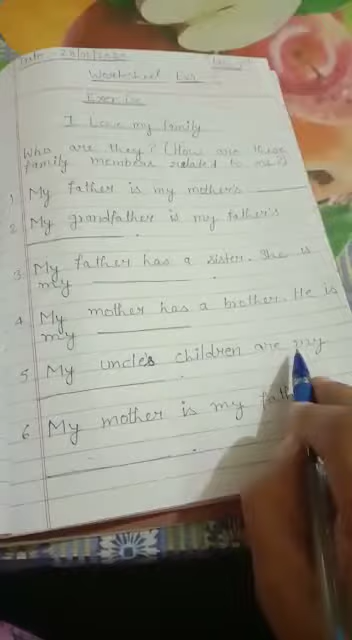 Worksheet
Exercise
I Love my family
Who are they? (How are these
family members related to me?)
1 My father is my mother's
2 My grandfather is my father's
.
3 My father has a sister. She is
my .
4 My mother has a brother. He is
my
5 My uncle's children are my
.
6 My mother is my
.